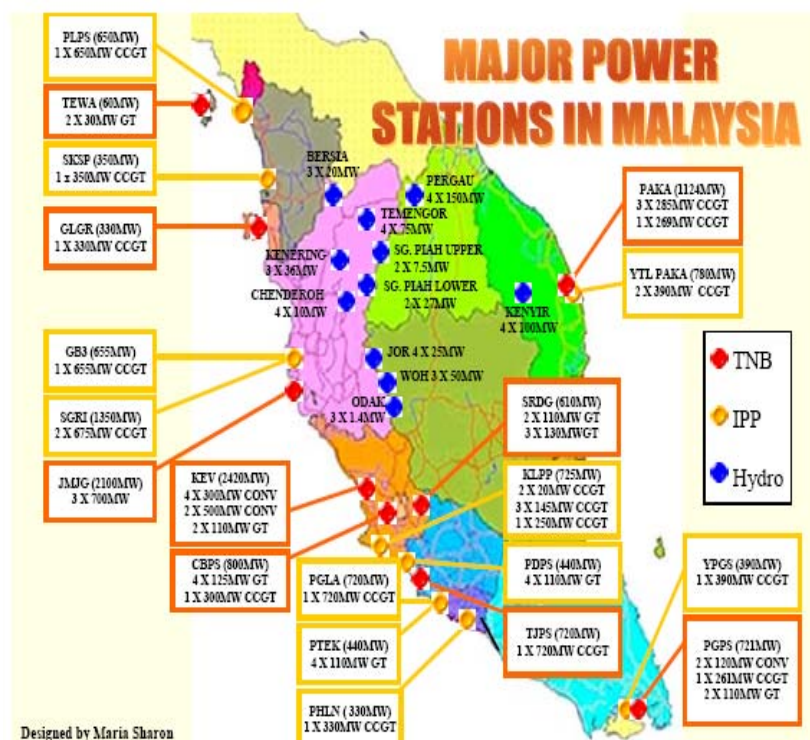 MAJOR POWER
STATIONS IN MALAYSIA
PLPS (650MW)
1 X 650MW CCGT
TEWA (60MW)
2 X 30MW GT
SKSP (350MW)
1 x 350MW CCGT
GLGR (330MW)
1 X 330MW CCGT
GB3 (655MW)
1 X 655MW CCGT
SGRI (1350MW)
2 X 675MW CCGT
JMJG (2100MW)
3 X 700MW
BERSIA
3 X 20MW
PERGAU
4 X 150MW
TEMENGOR
4 X 75MW
SG. PIAH UPPER
2 X 7.5MW
KENERING
3 X 36MW
SG. PIAH LOWER
2 X 27MW
CHENDEROH
4 X 10MW
KENYIR
4 X 100MW
JOR 4 X 25MW
WOH 3 X 50MW
ODAK
3 X 1.4MW
PAKA (1124MW)
3 X 285MW CCGT
1 X 269MW CCGT
YTL PAKA (780MW)
2 X 390MW CCGT
TNB
IPP
Hydro
SRDG (610MW)
2 X 110MW GT
3 X 130MWGT
KEV (2420MW)
4 X 300MW CONV
2 X 500MW CONV
2 X 110MW GT
KLPP (725MW)
2 X 20MW CCGT
3 X 145MW CCGT
1 X 250MW CCGT
CBPS (800MW)
4 X 125MW GT
1 X 300MW CCGT
PGLA (720MW)
1 X 720MW CCGT
PDPS (440MW)
4 X 110MW GT
YPGS (390MW)
1 X 390MW CCGT
PTEK (440MW)
4 X 110MW GT
TJPS (720MW)
1 X 720MW CCGT
PGPS (721MW)
2 X 120MW CONV
1 X 261MW CCGT
2 X 110MW GT
PHLN ( 330MW)
1 X 330MW CCGT
Designed by Maria Sharon